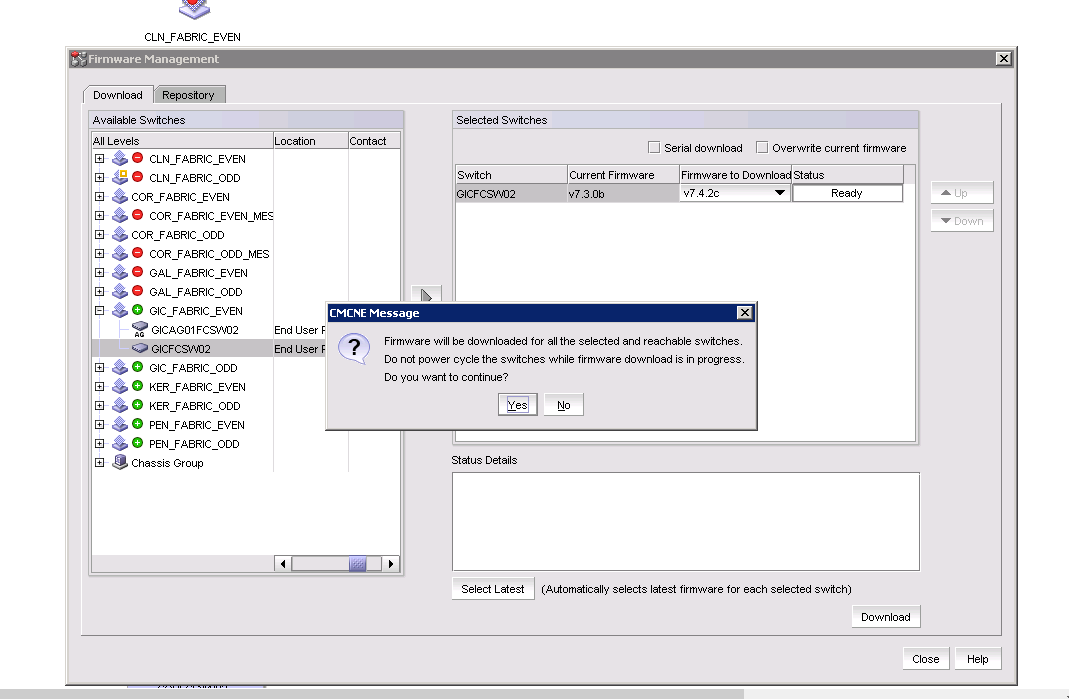 CLN_FABRIC_EVEN
Firmware Management
Download Repository
Available Switches
All Levels Location Contact
CLN_FABRIC_EVEN
CLN_FABRIC_ODD
COR_FABRIC_EVEN
COR_FABRIC_EVEN_MES
COR_FABRIC_ODD
COR_FABRIC_ODD_MES
GAL_FABRIC_EVEN
GAL_FABRIC_ODD
GIC_FABRIC_EVEN
AG GICAG01FCSW02 End User
GICFCSW02 End User
GIC_FABRIC_ODD
KER_FABRIC_EVEN
KER_FABRIC_ODD
PEN_FABRIC_EVEN
PEN_FABRIC_ODD
Chassis Group
Selected Switches
Serial download Overwrite current firmware
Switch Current Firmware Firmware to Download Status
GICFCSW02 v7.3.0b v7.4.2c Ready
Up
Down
CMCNE Message
Firmware will be downloaded for all the selected and reachable switches.
Do not power cycle the switches while firmware download is in progress.
Do you want to continue?
Yes No
Status Details
Select Latest (Automatically selects latest firmware for each selected switch)
Download
Close Help